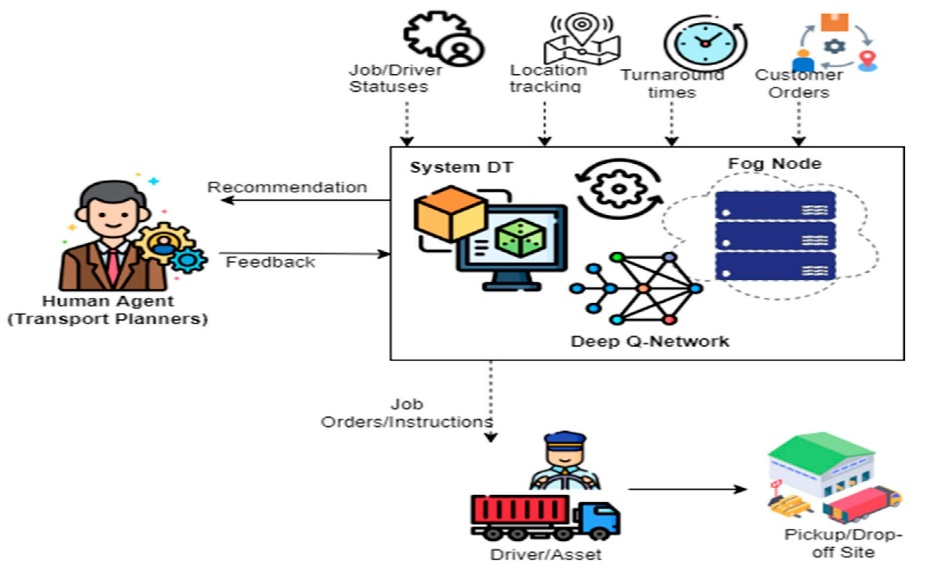 Job/Driver
Statuses
Location
tracking
Turnaround
times
Customer
Orders
System DT
Fog Node
Recommendation
Feedback
Human Agent
(Transport Planners)
Deep Q-Network
Job
Orders/Instructions
Driver/Asset
Pickup/Drop-
off Site